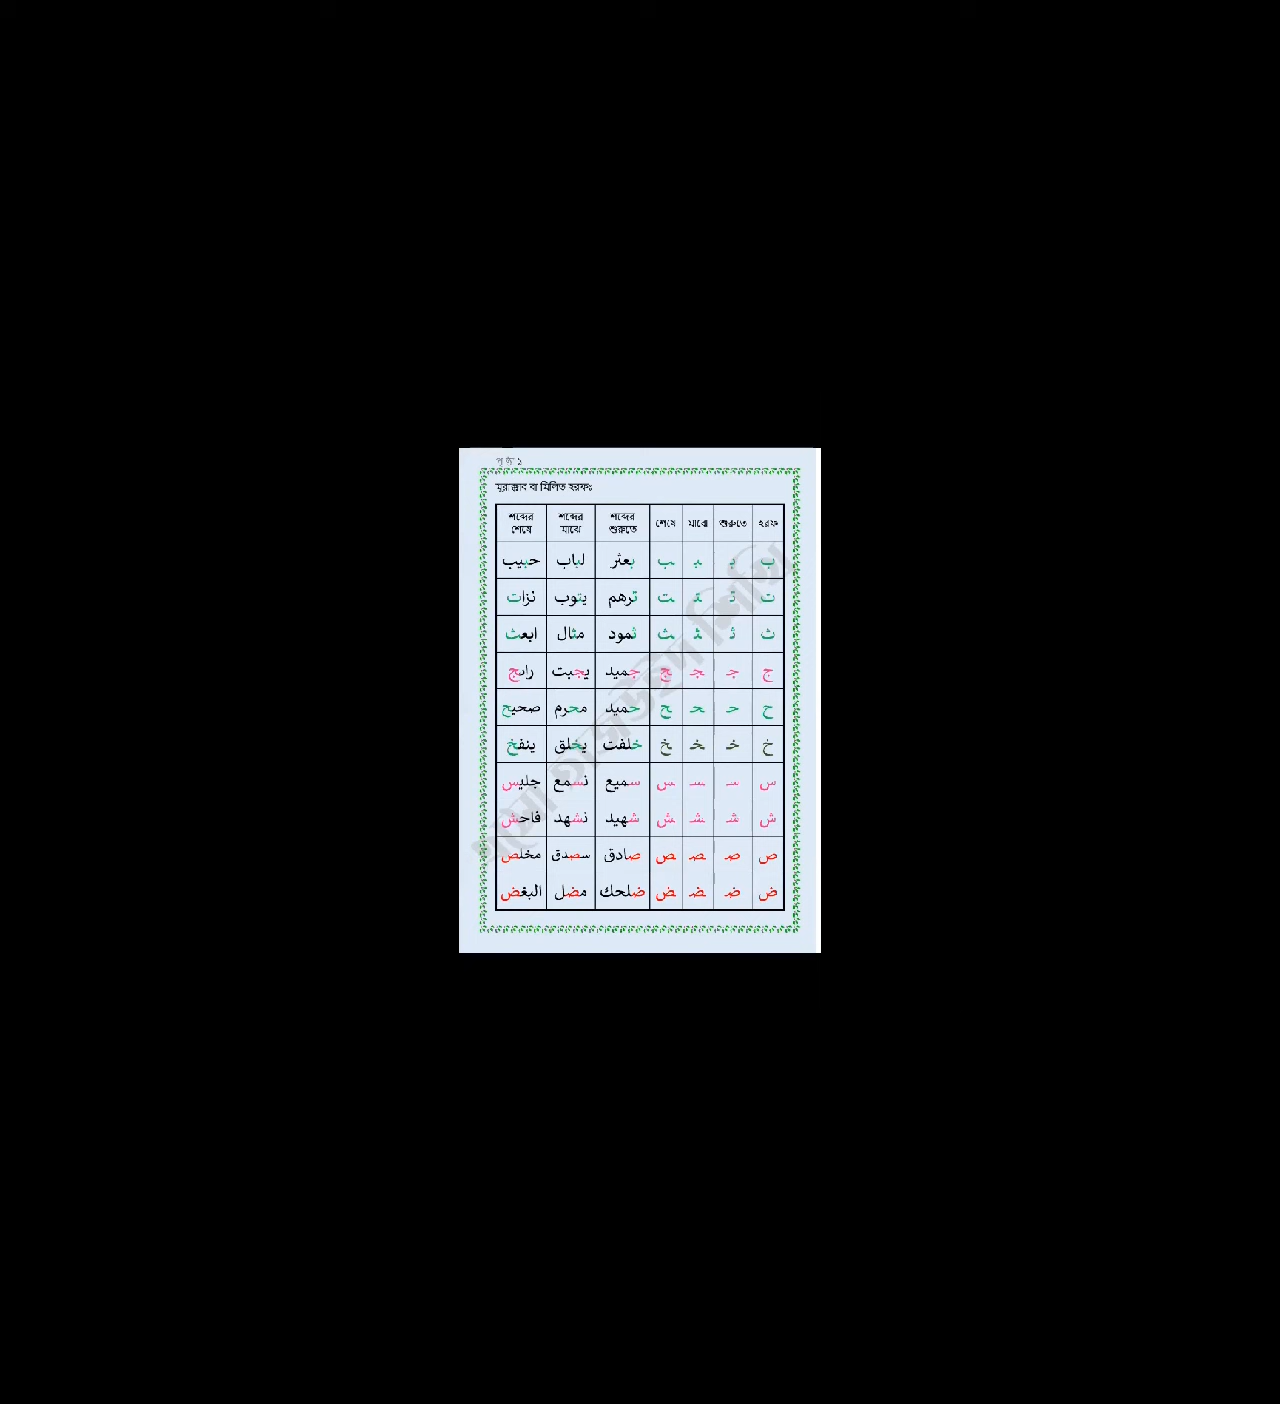 পৃষ্ঠা ১
মুরাক্কাব বা মিলিত হরফঃ
হরফ শুরুতে মাঝে শেষে শব্দের শুরুতে শব্দের মাঝে শব্দের শেষে
ب بـ ـبـ ـب بعثر لباب حبيب
ت تـ ـتـ ـت ترهم يتوب نزات
ث ثـ ـثـ ـث ثمود مثال ابعث
ج جـ ـجـ ـج جميد يجبت رابج
ح حـ ـحـ ـح حميد محرم صحيح
خ خـ ـخـ ـخ خلفت يخلق ينفخ
س سـ ـسـ ـس سميع نسمع جليس
ش شـ ـشـ ـش شهيد نشهد فاحش
ص صـ ـصـ ـص صادق سصدق مخلص
ض ضـ ـضـ ـض ضلحك مضل البغض